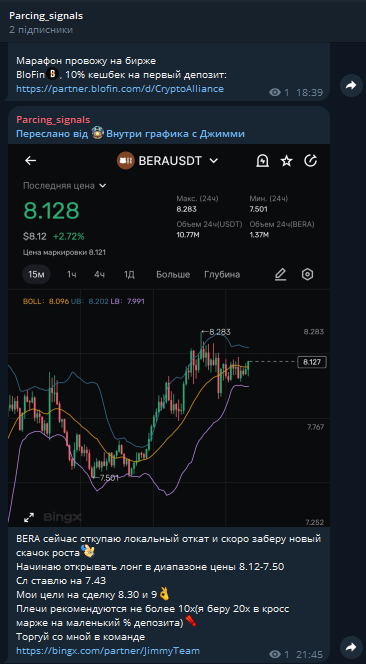 Parcing_signals
2 підписники
Марафон провожу на бирже
BloFin, 10% кешбек на первый депозит:
https://partner.blofin.com/d/CryptoAlliance
1 18:39
Parcing_signals
Переслано від Внутри графика с Джимми
BERAUSDT
Последняя цена
8.128
$8.12 +2.72%
Цена маркировки 8.121
Макс. (24ч) Мин. (24ч)
8.283 7.501
Объем 24ч(USDT) Объем 24ч(BERA)
10.77M 1.37M
15м 1ч 4ч 1Д Больше Глубина
BOLL: 8.096 UB: 8.202 LB: 7.991
8.283 8.283
8.127
7.767
7.501
7.252
BingX
BERA сейчас откупаю локальный откат и скоро заберу новый
скачок роста
Начинаю открывать лонг в диапазоне цены 8.12-7.50
Сл ставлю на 7.43
Мои цели на сделку 8.30 и 9
Плечи рекомендуются не более 10x(я беру 20x в кросс
марже на маленький % депозита)
Торгуй со мной в команде
https://bingx.com/partner/JimmyTeam
1 21:45